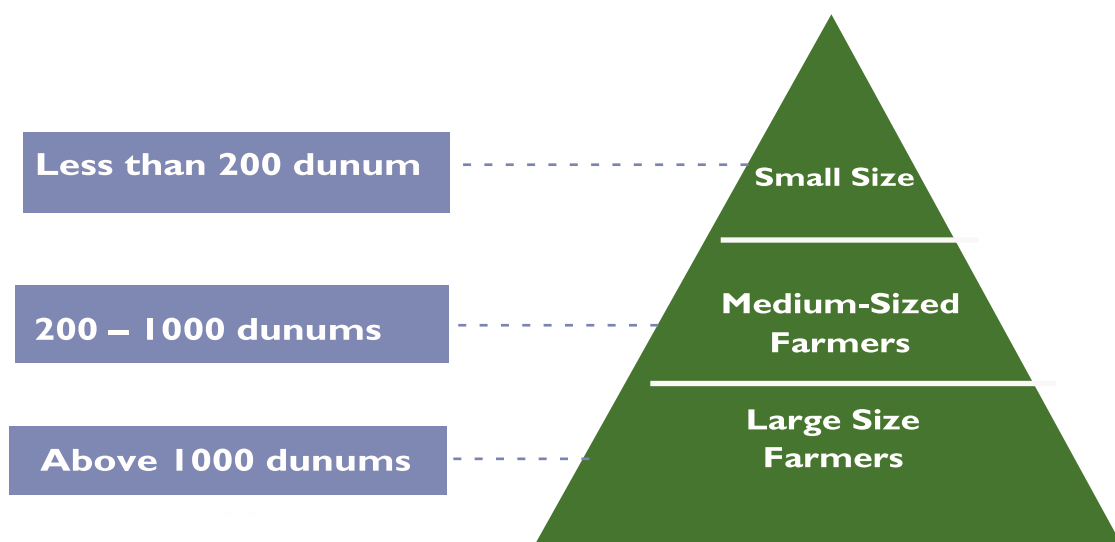 Less than 200 dunum
Small Size
200 – 1000 dunums
Medium-Sized
Farmers
Above 1000 dunums
Large Size
Farmers